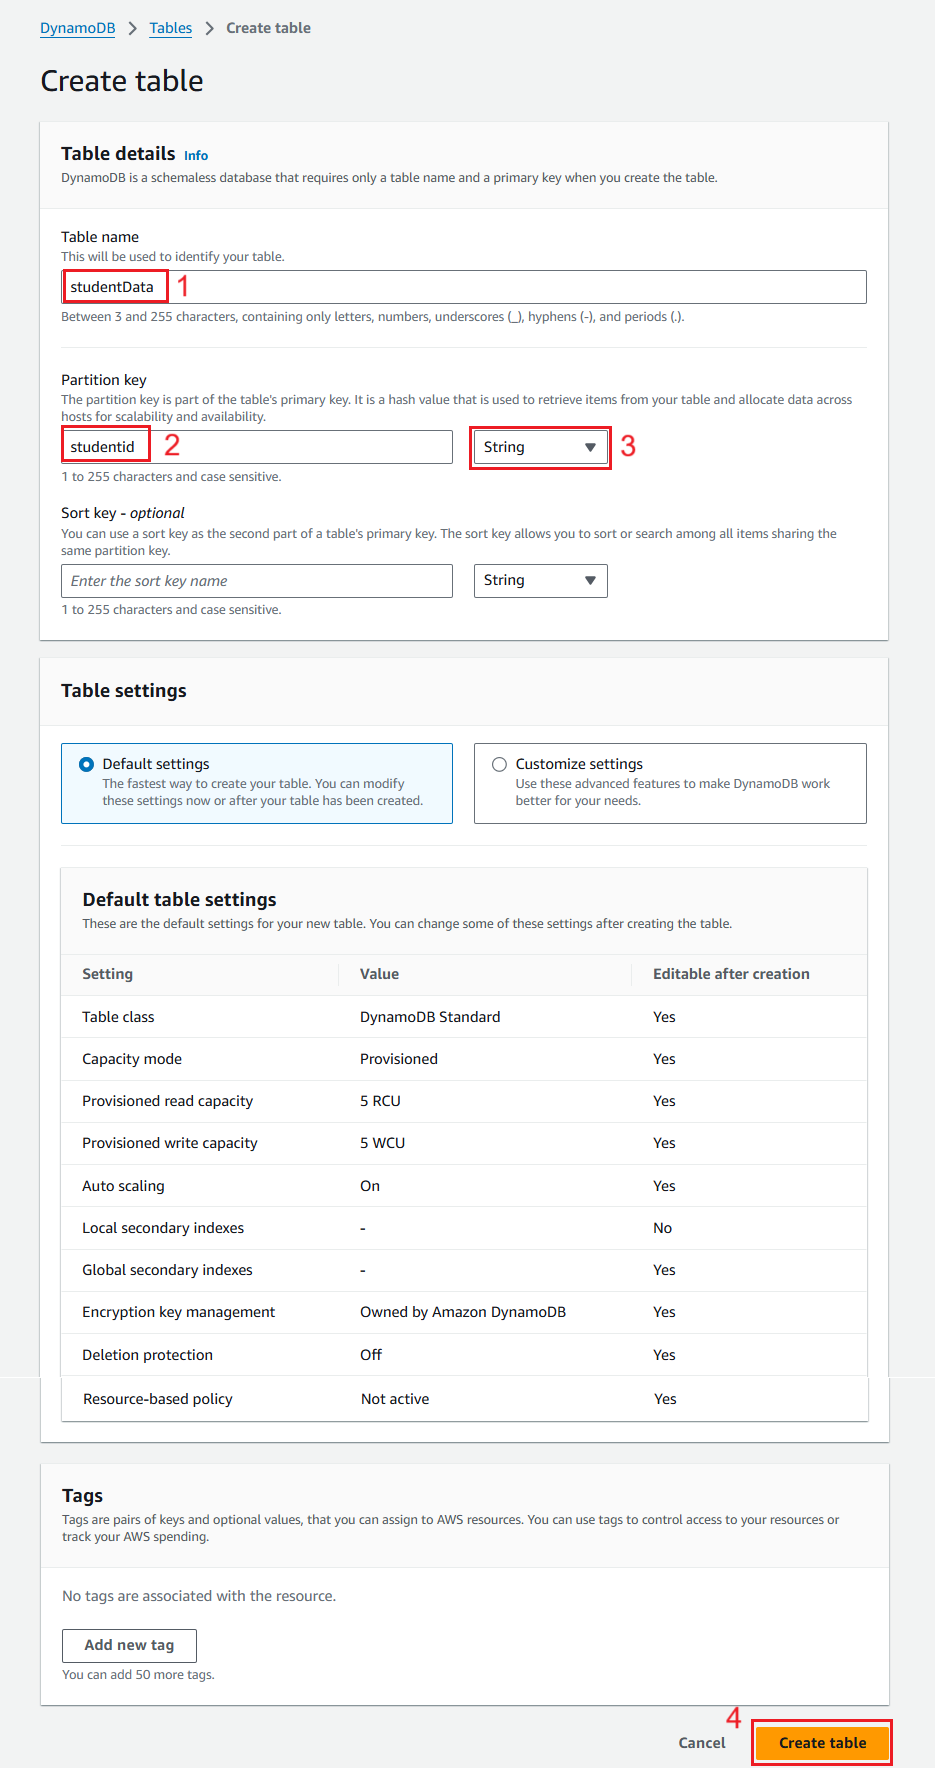 DynamoDB > Tables > Create table
Create table
Table details Info
DynamoDB is a schemaless database that requires only a table name and a primary key when you create the table.
Table name
This will be used to identify your table.
studentData 1
Between 3 and 255 characters, containing only letters, numbers, underscores (_), hyphens (-), and periods (.).
Partition key
The partition key is part of the table's primary key. It is a hash value that is used to retrieve items from your table and allocate data across
hosts for scalability and availability.
studentid 2 String 3
1 to 255 characters and case sensitive.
Sort key - optional
You can use a sort key as the second part of a table's primary key. The sort key allows you to sort or search among all items sharing the
same partition key.
Enter the sort key name String
1 to 255 characters and case sensitive.
Table settings
Default settings Customize settings
The fastest way to create your table. You can modify Use these advanced features to make DynamoDB work
these settings now or after your table has been created. better for your needs.
Default table settings
These are the default settings for your new table. You can change some of these settings after creating the table.
Setting Value Editable after creation
Table class DynamoDB Standard Yes
Capacity mode Provisioned Yes
Provisioned read capacity 5 RCU Yes
Provisioned write capacity 5 WCU Yes
Auto scaling On Yes
Local secondary indexes - No
Global secondary indexes - Yes
Encryption key management Owned by Amazon DynamoDB Yes
Deletion protection Off Yes
Resource-based policy Not active Yes
Tags
Tags are pairs of keys and optional values, that you can assign to AWS resources. You can use tags to control access to your resources or
track your AWS spending.
No tags are associated with the resource.
Add new tag
You can add 50 more tags.
4
Cancel Create table